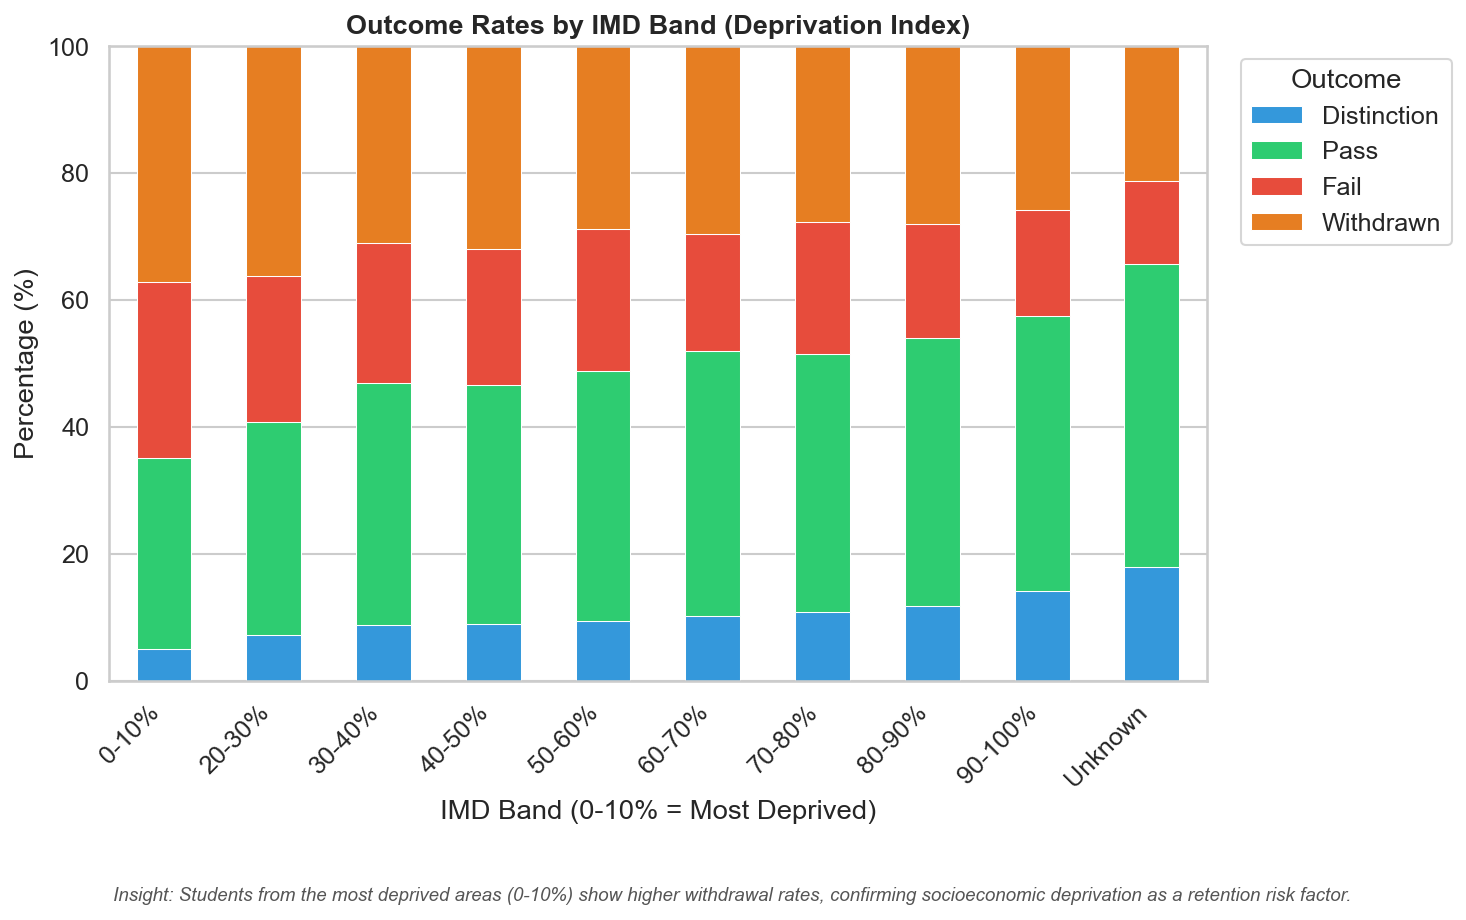 Outcome Rates by IMD Band (Deprivation Index)
Outcome
Distinction
Pass
Fail
Withdrawn
Percentage (%)
100
80
60
40
20
0
0-10%
20-30%
30-40%
40-50%
50-60%
60-70%
70-80%
80-90%
90-100%
Unknown
IMD Band (0-10% = Most Deprived)
Insight: Students from the most deprived areas (0-10%) show higher withdrawal rates, confirming socioeconomic deprivation as a retention risk factor.